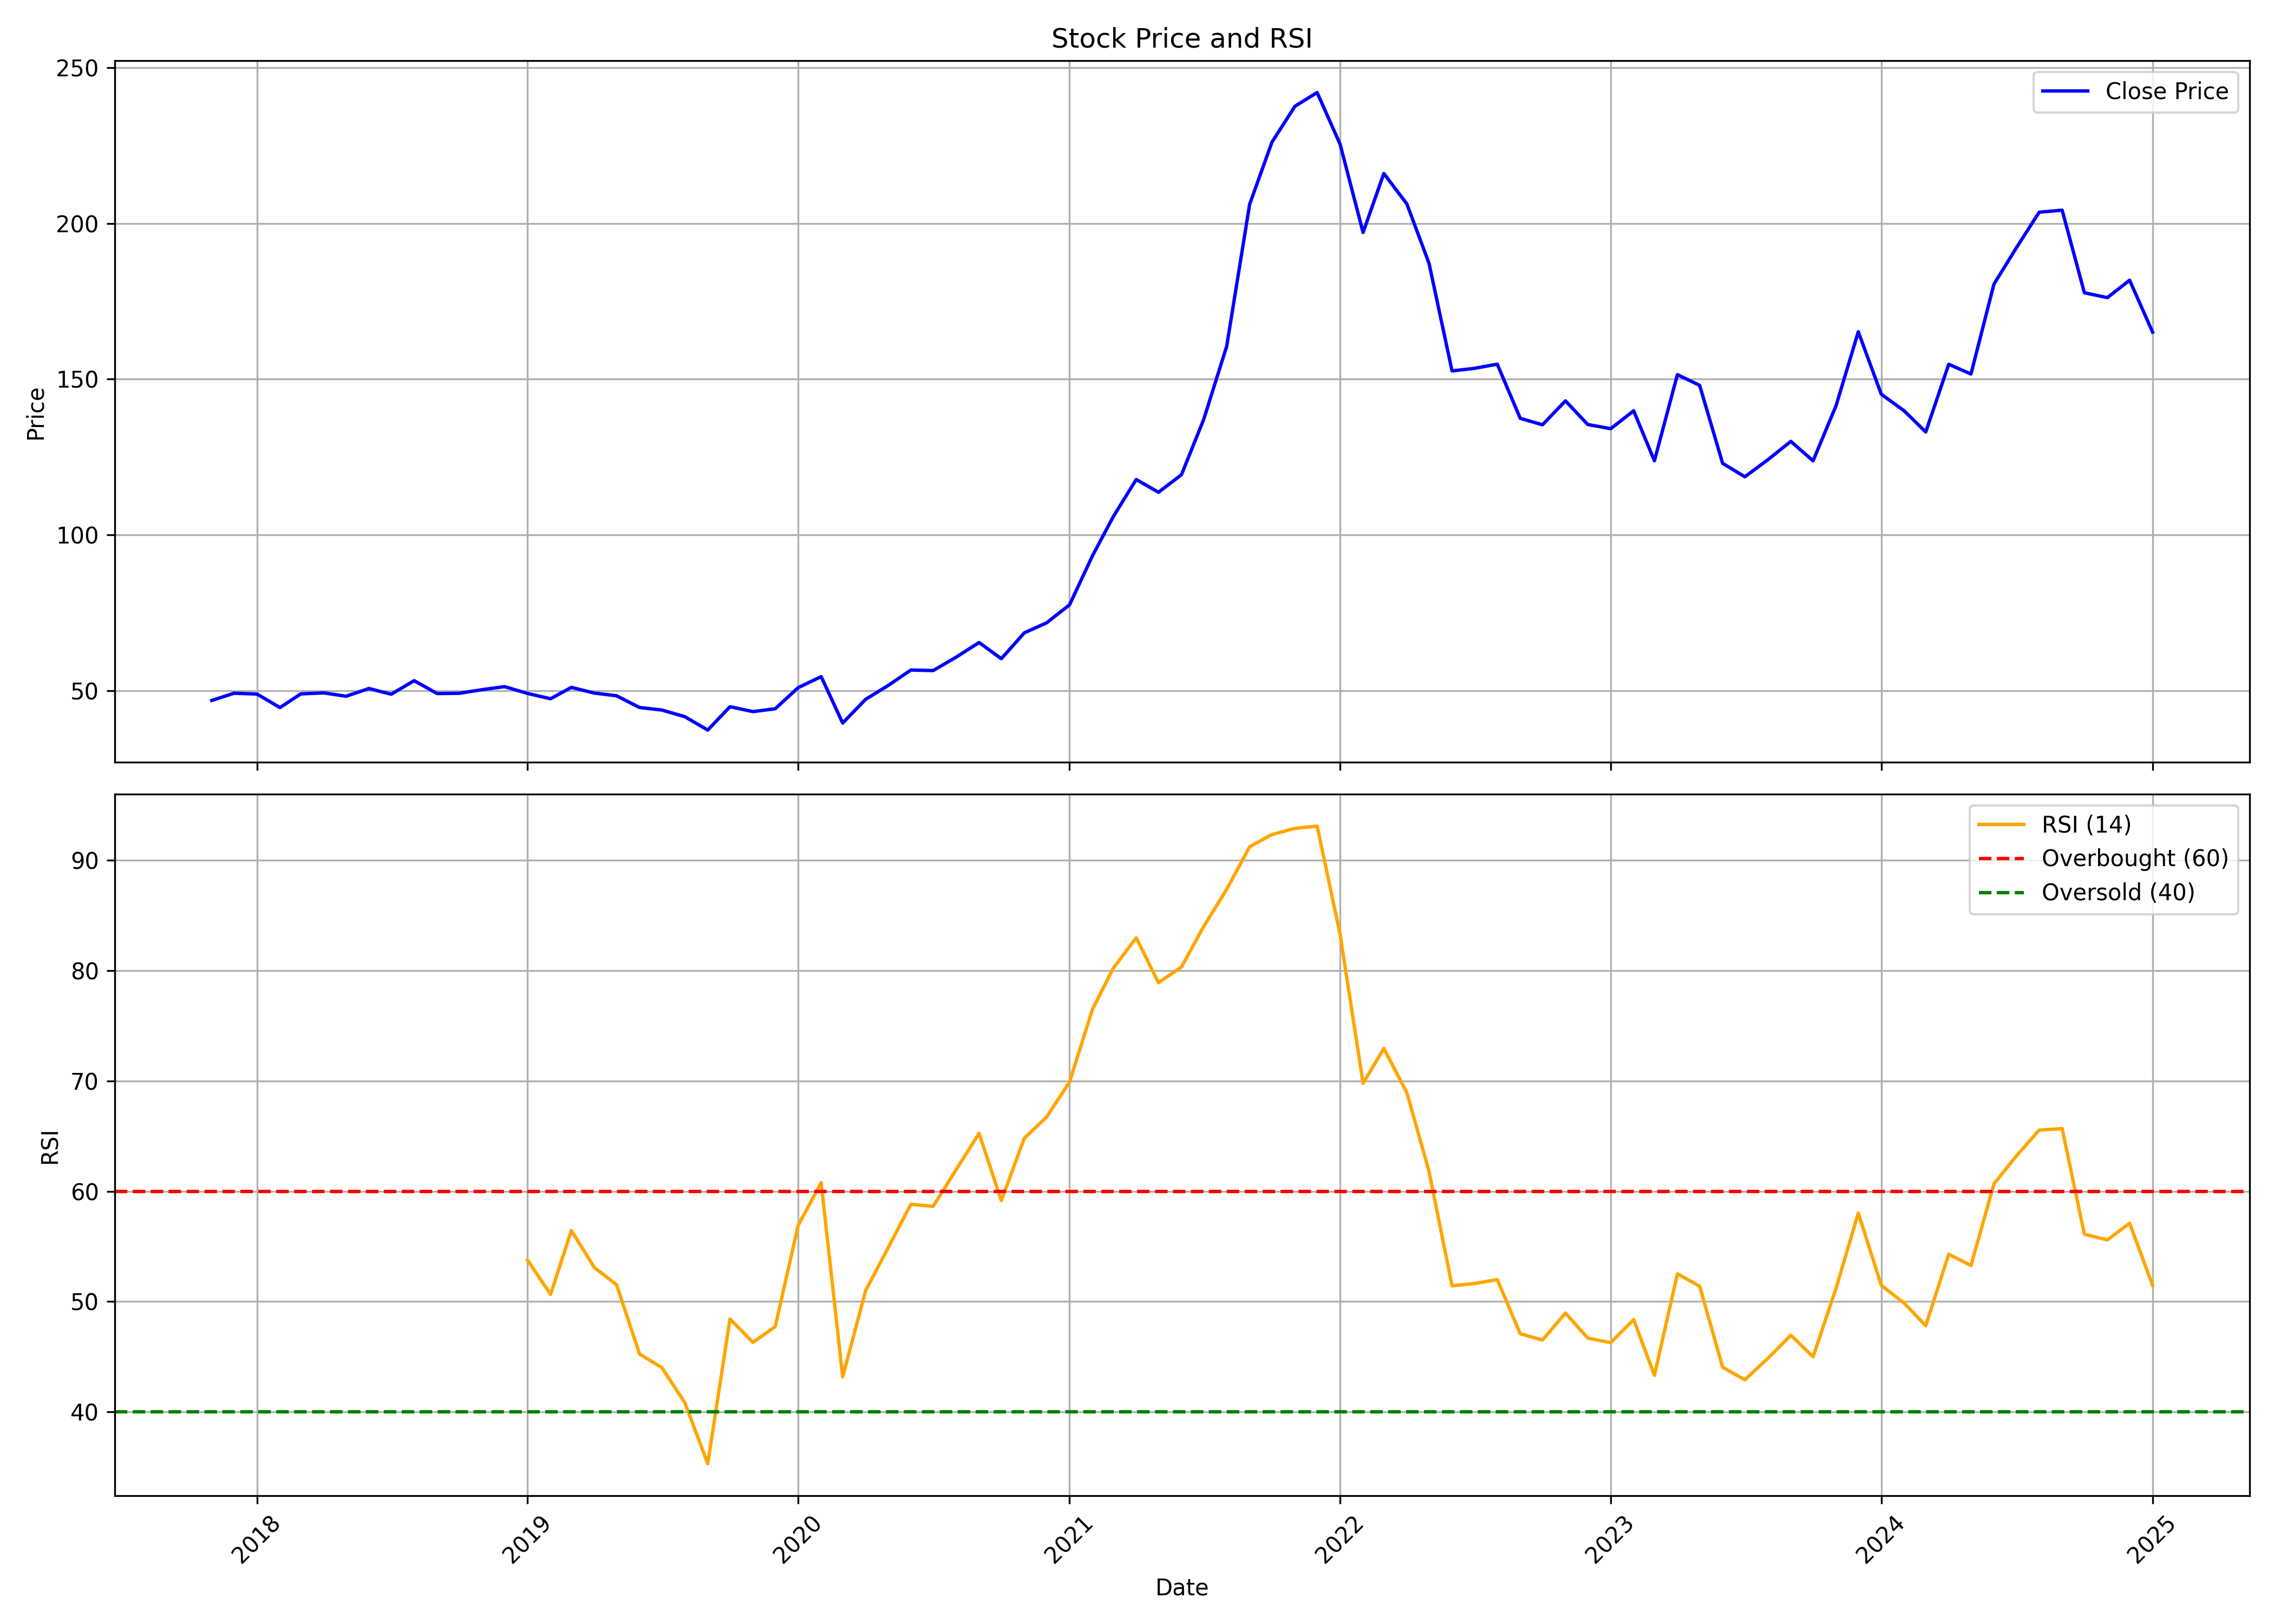 Stock Price and RSI
250
200
150
100
50
Price
Close Price
90
80
70
60
50
40
RSI
RSI (14)
Overbought (60)
Oversold (40)
2018
2019
2020
2021
2022
2023
2024
2025
Date